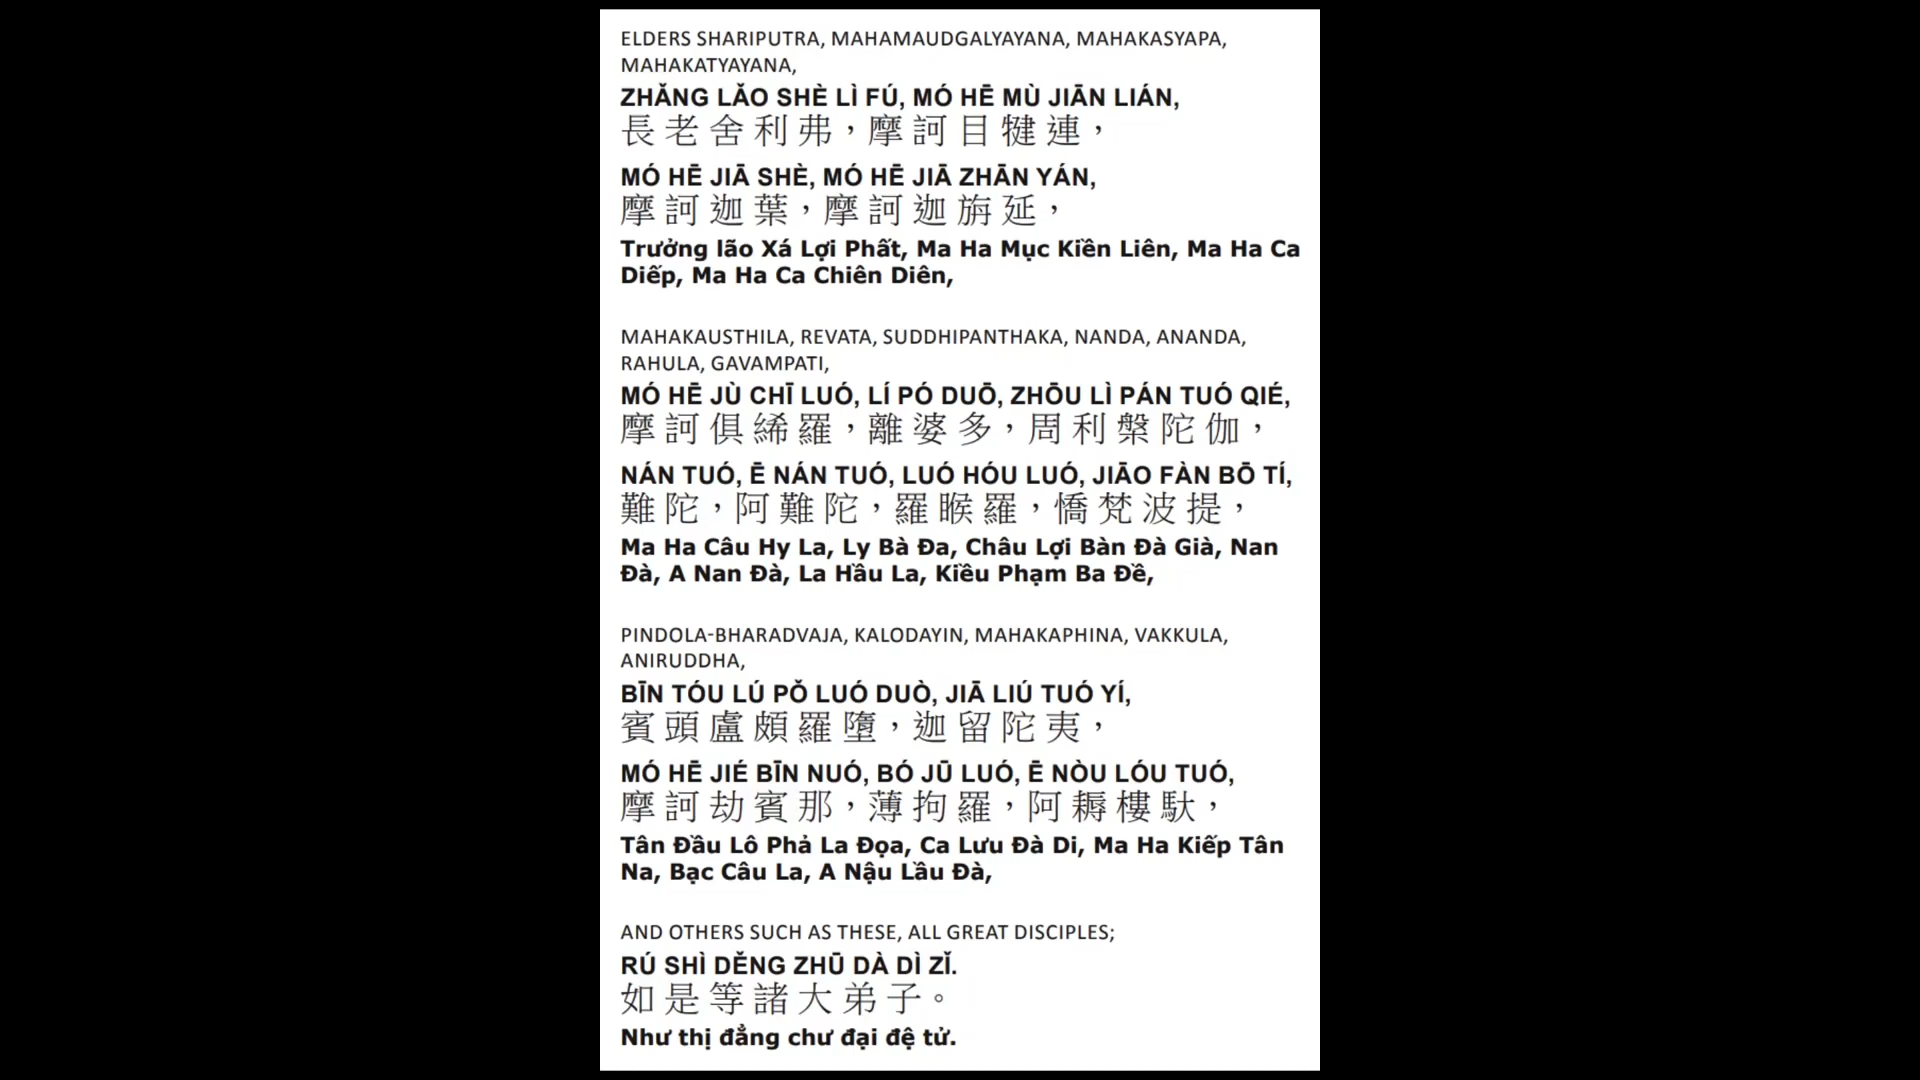 ELDERS SHARIPUTRA, MAHAMAUDGALYAYANA, MAHAKASYAPA,
MAHAKATYAYANA,
ZHǍNG LǍO SHÈ LÌ FÚ, MÓ HĒ MÙ JIĀN LIÁN,
長老舍利弗，摩訶目犍連，
MÓ HĒ JIĀ SHÈ, MÓ HĒ JIĀ ZHĀN YÁN,
摩訶迦葉，摩訶迦旃延，
Trưởng lão Xá Lợi Phất, Ma Ha Mục Kiền Liên, Ma Ha Ca
Diếp, Ma Ha Ca Chiên Diên,
MAHAKAUSTHILA, REVATA, SUDDHIPANTHAKA, NANDA, ANANDA,
RAHULA, GAVAMPATI,
MÓ HĒ JÙ CHĪ LUÓ, LÍ PÓ DUŌ, ZHŌU LÌ PÁN TUÓ QIÉ,
摩訶俱絺羅，離婆多，周利槃陀伽，
NÁN TUÓ, Ē NÁN TUÓ, LUÓ HÓU LUÓ, JIĀO FÀN BŌ TÍ,
難陀，阿難陀，羅睺羅，憍梵波提，
Ma Ha Câu Hy La, Ly Bà Đa, Châu Lợi Bàn Đà Già, Nan
Đà, A Nan Đà, La Hầu La, Kiều Phạm Ba Đề,
PINDOLA-BHARADVAJA, KALODAYIN, MAHAKAPHINA, VAKKULA,
ANIRUDDHA,
BĪN TÓU LÚ PǑ LUÓ DUÒ, JIĀ LIÚ TUÓ YÍ,
賓頭盧頗羅墮，迦留陀夷，
MÓ HĒ JIÉ BĪN NUÓ, BÓ JŪ LUÓ, Ē NÒU LÓU TUÓ,
摩訶劫賓那，薄拘羅，阿耨樓馱，
Tân Đầu Lô Phả La Đọa, Ca Lưu Đà Di, Ma Ha Kiếp Tân
Na, Bạc Câu La, A Nậu Lầu Đà,
AND OTHERS SUCH AS THESE, ALL GREAT DISCIPLES;
RÚ SHÌ DĚNG ZHŪ DÀ DÌ ZǏ.
如是等諸大弟子。
Như thị đẳng chư đại đệ tử.